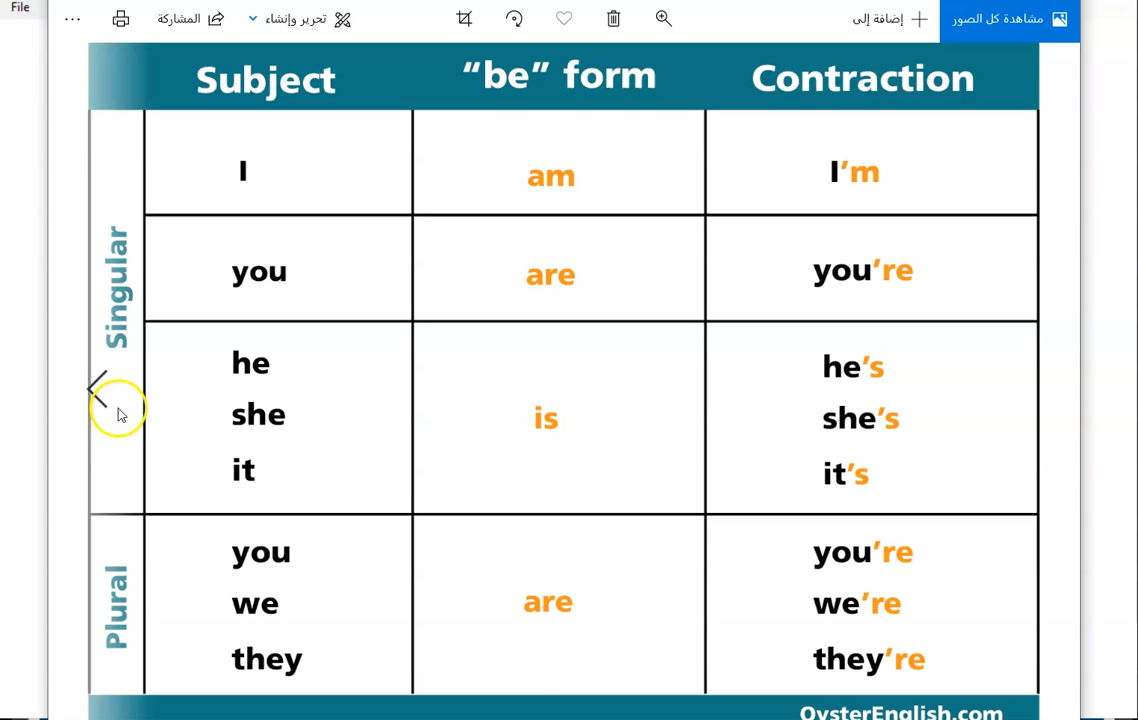 File
تحرير وإنشاء
المشاركة
إضافة إلى
مشاهدة كل الصور
Subject “be” form Contraction
Singular
I am I’m
you are you’re
he he’s
she is she’s
it it’s
Plural
you you’re
we are we’re
they they’re
OysterEnglish.com